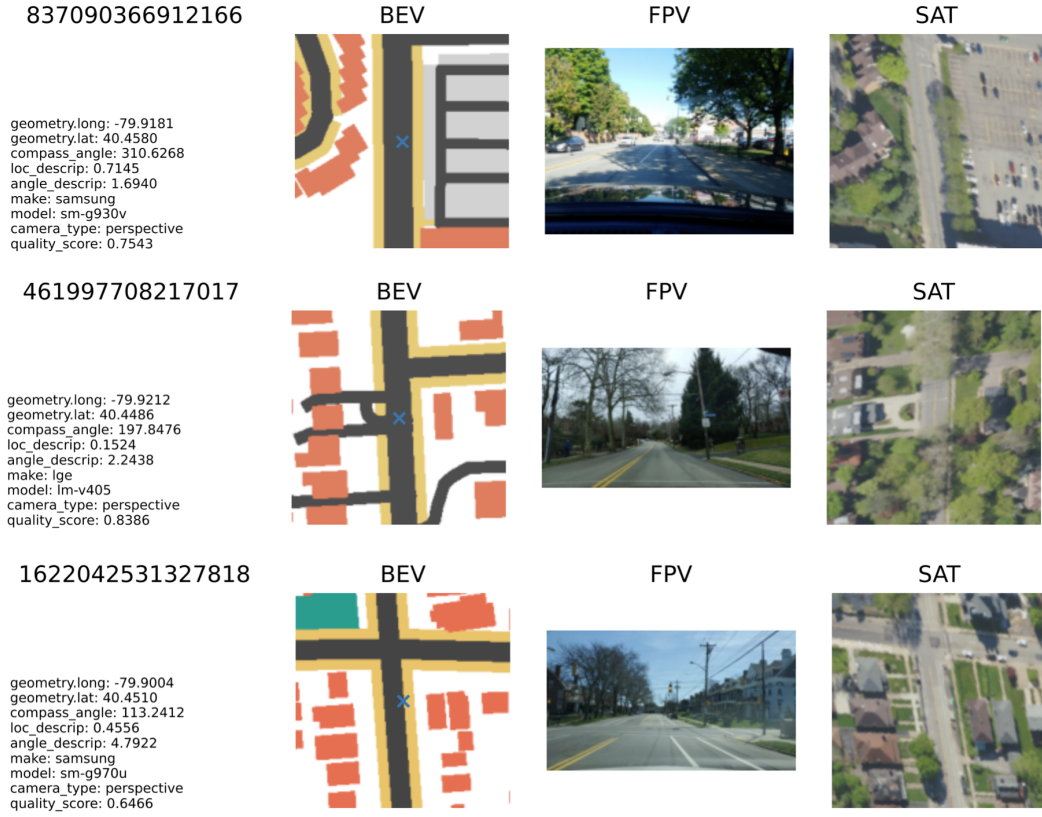 837090366912166 BEV FPV SAT
geometry.long: -79.9181
geometry.lat: 40.4580
compass_angle: 310.6268
loc_descrip: 0.7145
angle_descrip: 1.6940
make: samsung
model: sm-g930v
camera_type: perspective
quality_score: 0.7543
461997708217017 BEV FPV SAT
geometry.long: -79.9212
geometry.lat: 40.4486
compass_angle: 197.8476
loc_descrip: 0.1524
angle_descrip: 2.2438
make: lge
model: lm-v405
camera_type: perspective
quality_score: 0.8386
1622042531327818 BEV FPV SAT
geometry.long: -79.9004
geometry.lat: 40.4510
compass_angle: 113.2412
loc_descrip: 0.4556
angle_descrip: 4.7922
make: samsung
model: sm-g970u
camera_type: perspective
quality_score: 0.6466